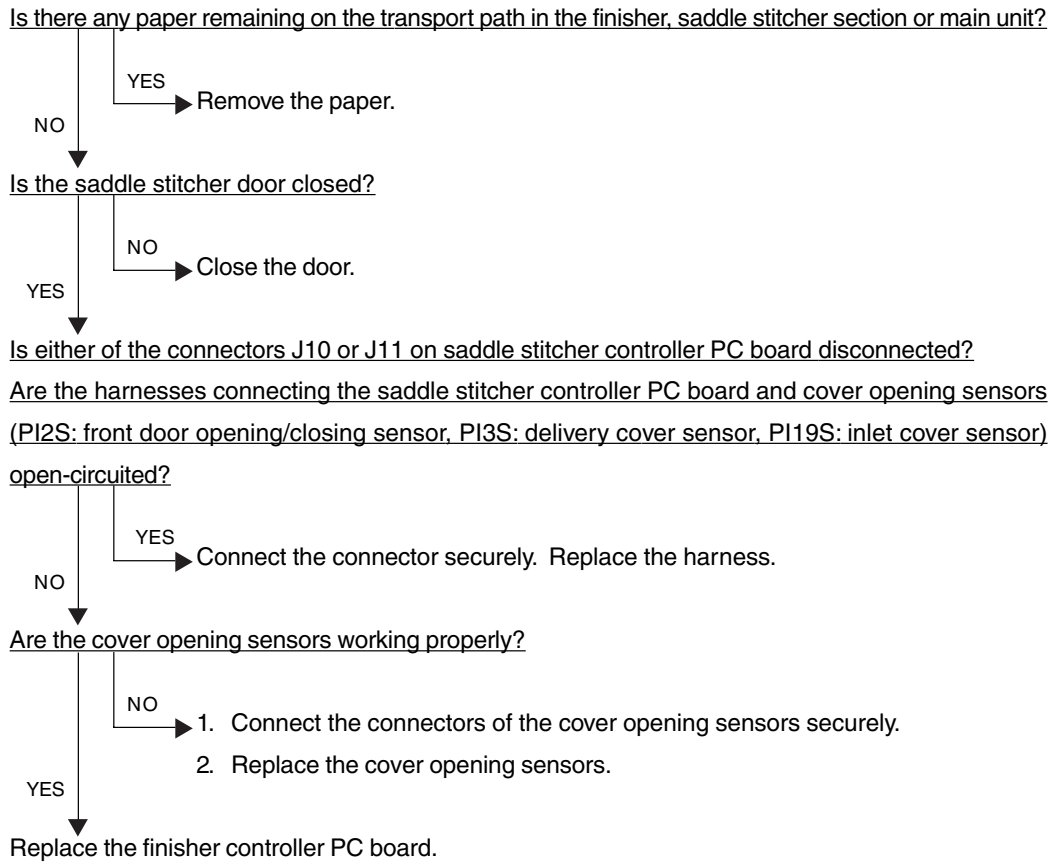 Is there any paper remaining on the transport path in the finisher, saddle stitcher section or main unit?
YES
Remove the paper.
NO
Is the saddle stitcher door closed?
NO
Close the door.
YES
Is either of the connectors J10 or J11 on saddle stitcher controller PC board disconnected?
Are the harnesses connecting the saddle stitcher controller PC board and cover opening sensors
(PI2S: front door opening/closing sensor, PI3S: delivery cover sensor, PI19S: inlet cover sensor)
open-circuited?
YES
Connect the connector securely. Replace the harness.
NO
Are the cover opening sensors working properly?
NO
1. Connect the connectors of the cover opening sensors securely.
2. Replace the cover opening sensors.
YES
Replace the finisher controller PC board.